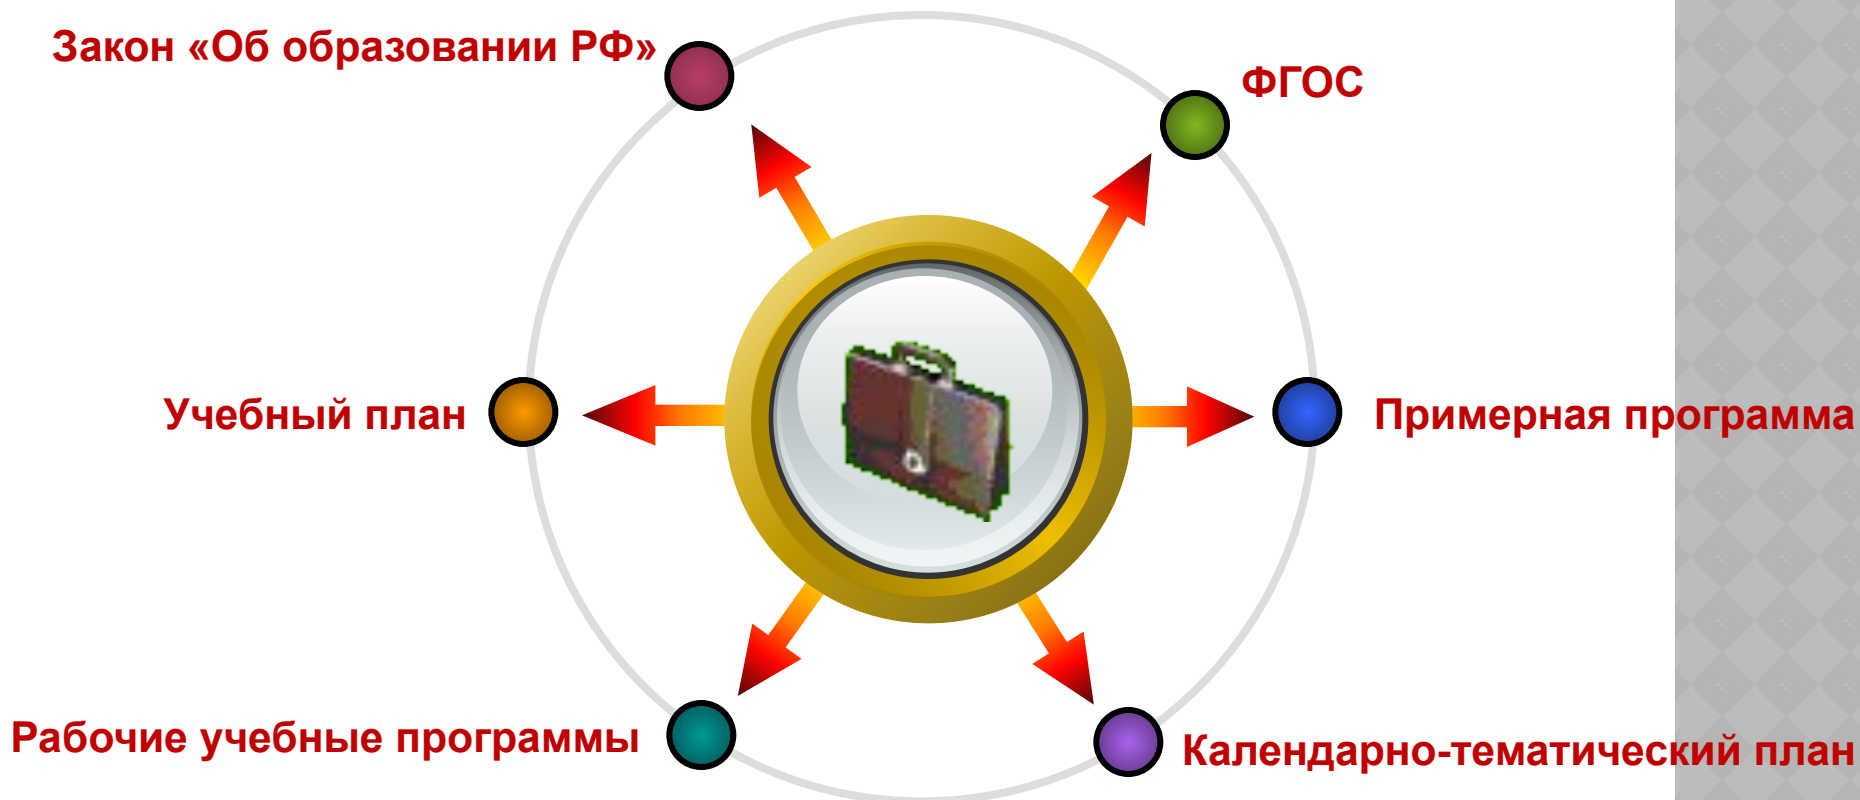 Закон «Об образовании РФ»
ФГОС
Учебный план
Примерная программа
Рабочие учебные программы
Календарно-тематический план